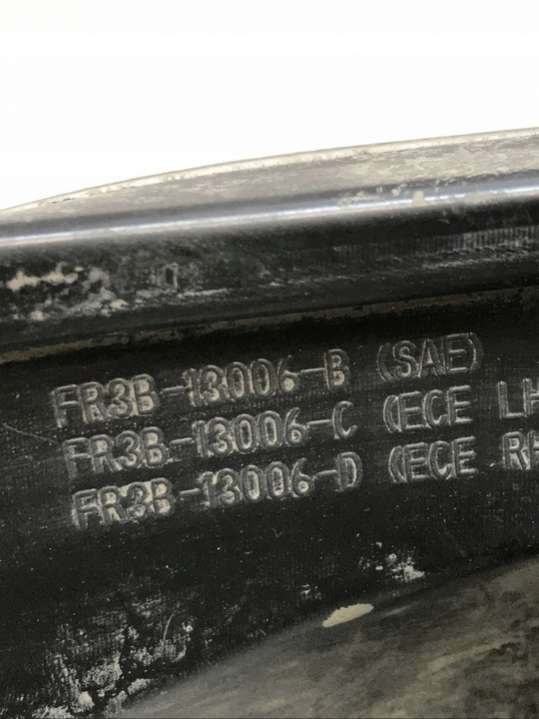 FR3B-13006-B (SAE)
FR3B-13006-C (ECE LH
FR3B-13006-D (ECE RH